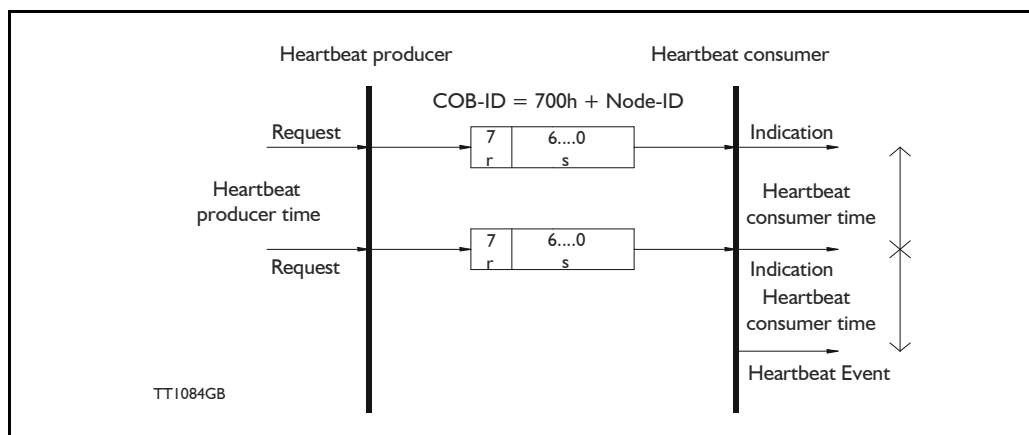 Heartbeat producer
Heartbeat consumer
COB-ID = 700h + Node-ID
Request
7
6....0
r
s
Indication
Heartbeat
producer time
Heartbeat
consumer time
7
6....0
r
s
Request
Indication
Heartbeat
consumer time
Heartbeat Event
TT1084GB